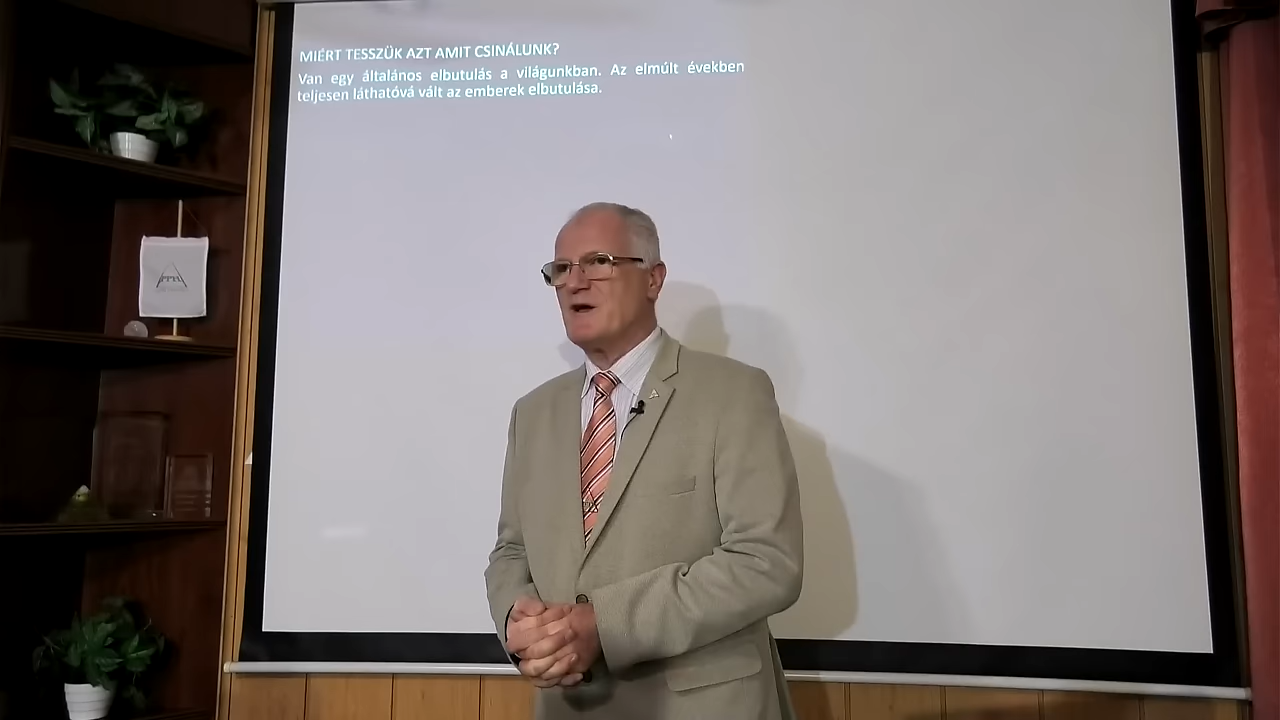 MIÉRT TESSZÜK AZT AMIT CSINÁLUNK?
Van egy általános elbutulás a világunkban. Az elmúlt években
teljesen láthatóvá vált az emberek elbutulása.